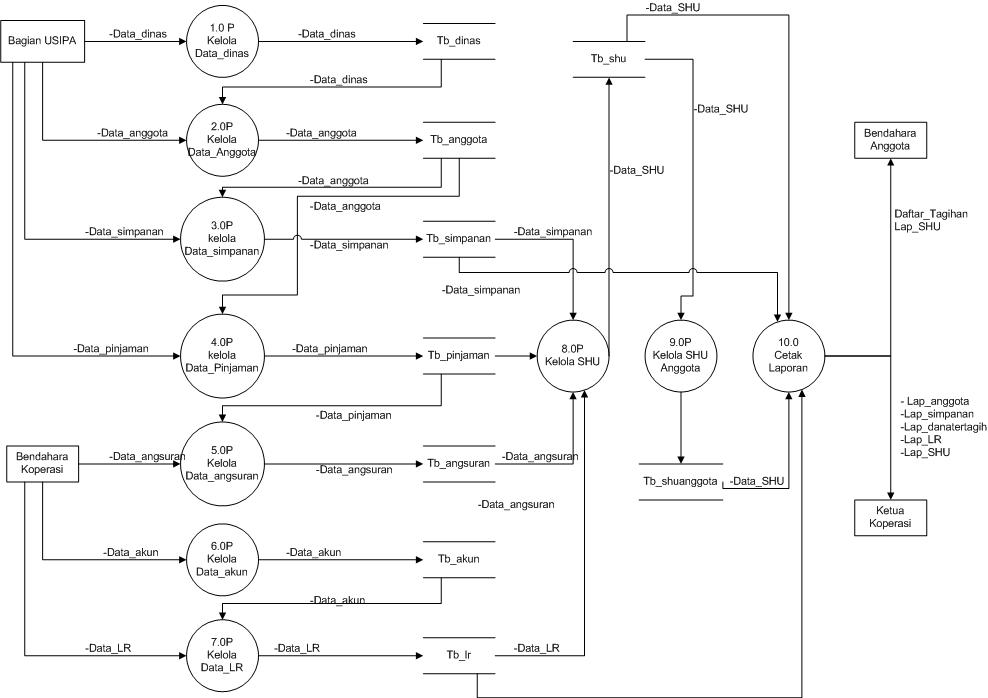 -Data_SHU
Bagian USIPA
-Data_dinas
1.0 P
Kelola
Data_dinas
-Data_dinas
Tb_dinas
Tb_shu
-Data_dinas
-Data_SHU
-Data_anggota
2.0P
Kelola
Data_Anggota
-Data_anggota
Tb_anggota
Bendahara
Anggota
-Data_SHU
-Data_anggota
-Data_anggota
Daftar_Tagihan
Lap_SHU
-Data_simpanan
3.0P
kelola
Data_simpanan
-Data_simpanan
Tb_simpanan
-Data_simpanan
-Data_simpanan
-Data_pinjaman
4.0P
kelola
Data_Pinjaman
-Data_pinjaman
Tb_pinjaman
8.0P
Kelola SHU
9.0P
Kelola SHU
Anggota
10.0
Cetak
Laporan
-Data_pinjaman
- Lap_anggota
-Lap_simpanan
-Lap_danatertagih
-Lap_LR
-Lap_SHU
Bendahara
Koperasi
-Data_angsuran
5.0P
Kelola
Data_angsuran
-Data_angsuran
Tb_angsuran
-Data_angsuran
Tb_shuanggota
-Data_SHU
-Data_angsuran
Ketua
Koperasi
-Data_akun
6.0P
Kelola
Data_akun
-Data_akun
Tb_akun
-Data_akun
-Data_LR
7.0P
Kelola
Data_LR
-Data_LR
Tb_lr
-Data_LR